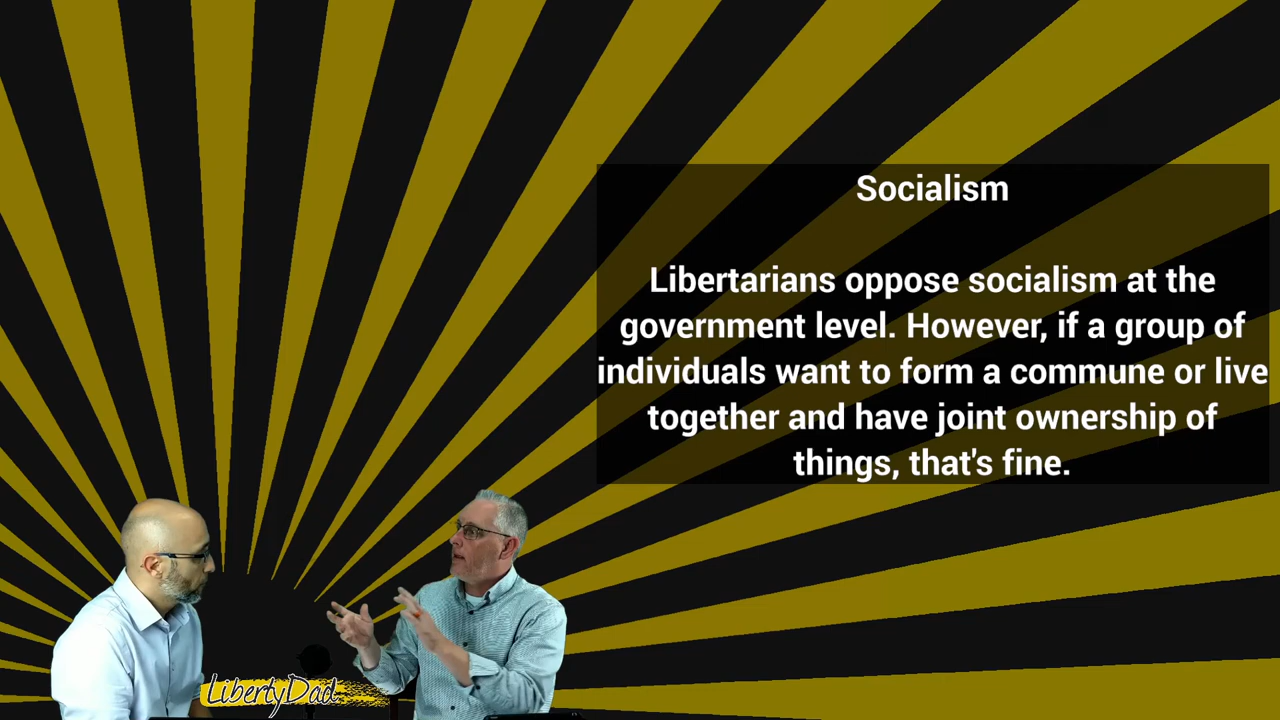 Socialism
Libertarians oppose socialism at the
government level. However, if a group of
individuals want to form a commune or live
together and have joint ownership of
things, that's fine.
LibertyDad